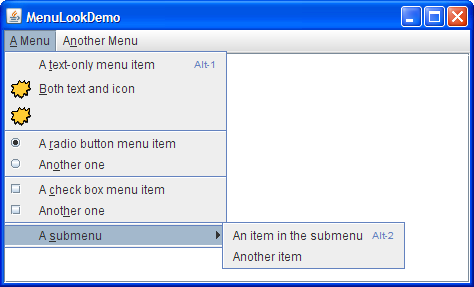 MenuLookDemo
A Menu Another Menu
A text-only menu item Alt-1
Both text and icon
A radio button menu item
Another one
A check box menu item
Another one
A submenu
An item in the submenu Alt-2
Another item